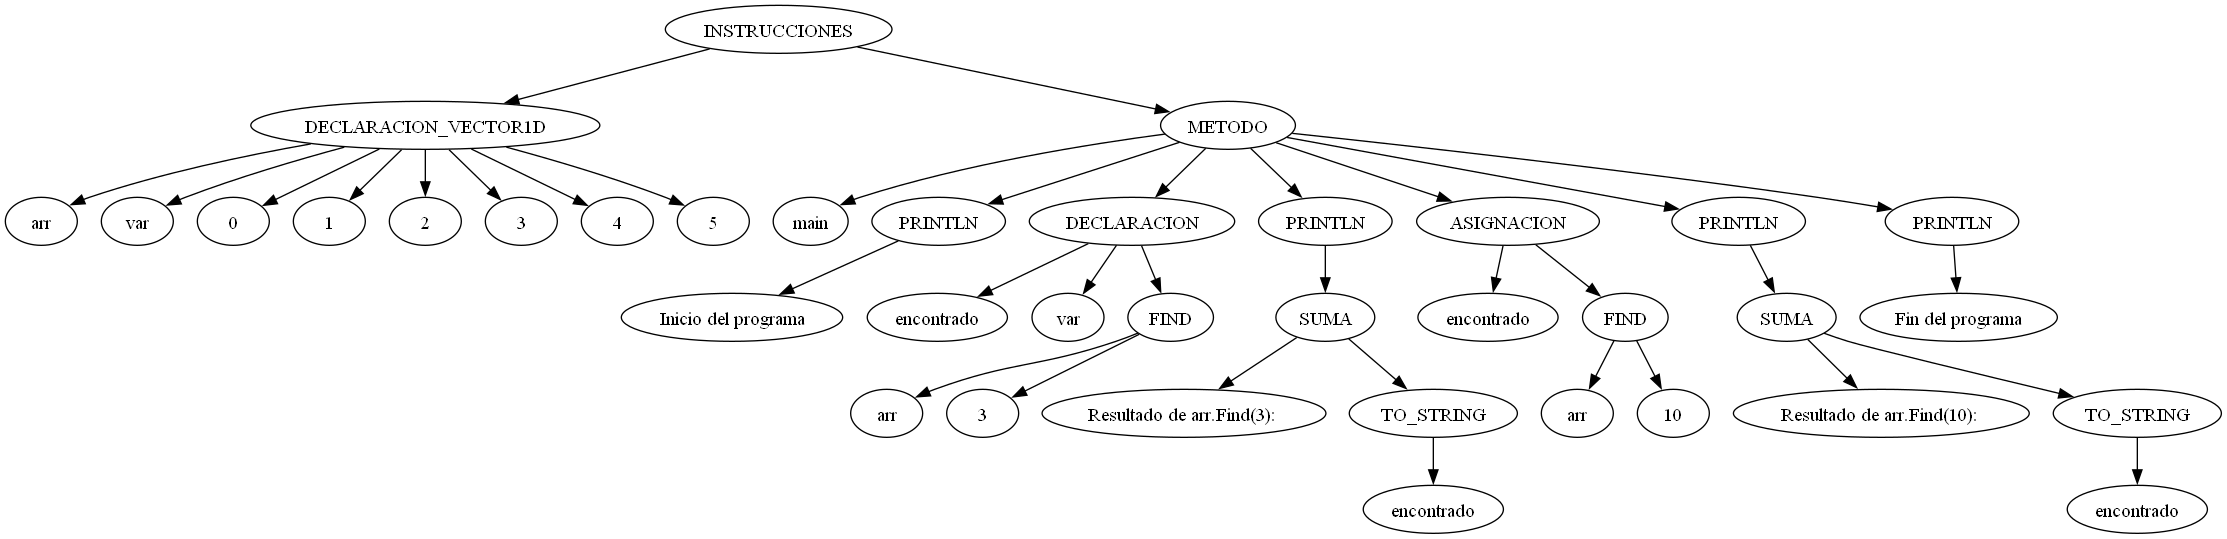 INSTRUCCIONES
DECLARACION_VECTOR1D
METODO
arr
var
0
1
2
3
4
5
main
PRINTLN
DECLARACION
PRINTLN
ASIGNACION
PRINTLN
PRINTLN
Inicio del programa
encontrado
var
FIND
SUMA
encontrado
FIND
SUMA
Fin del programa
arr
3
Resultado de arr.Find(3):
TO_STRING
arr
10
Resultado de arr.Find(10):
TO_STRING
encontrado
encontrado